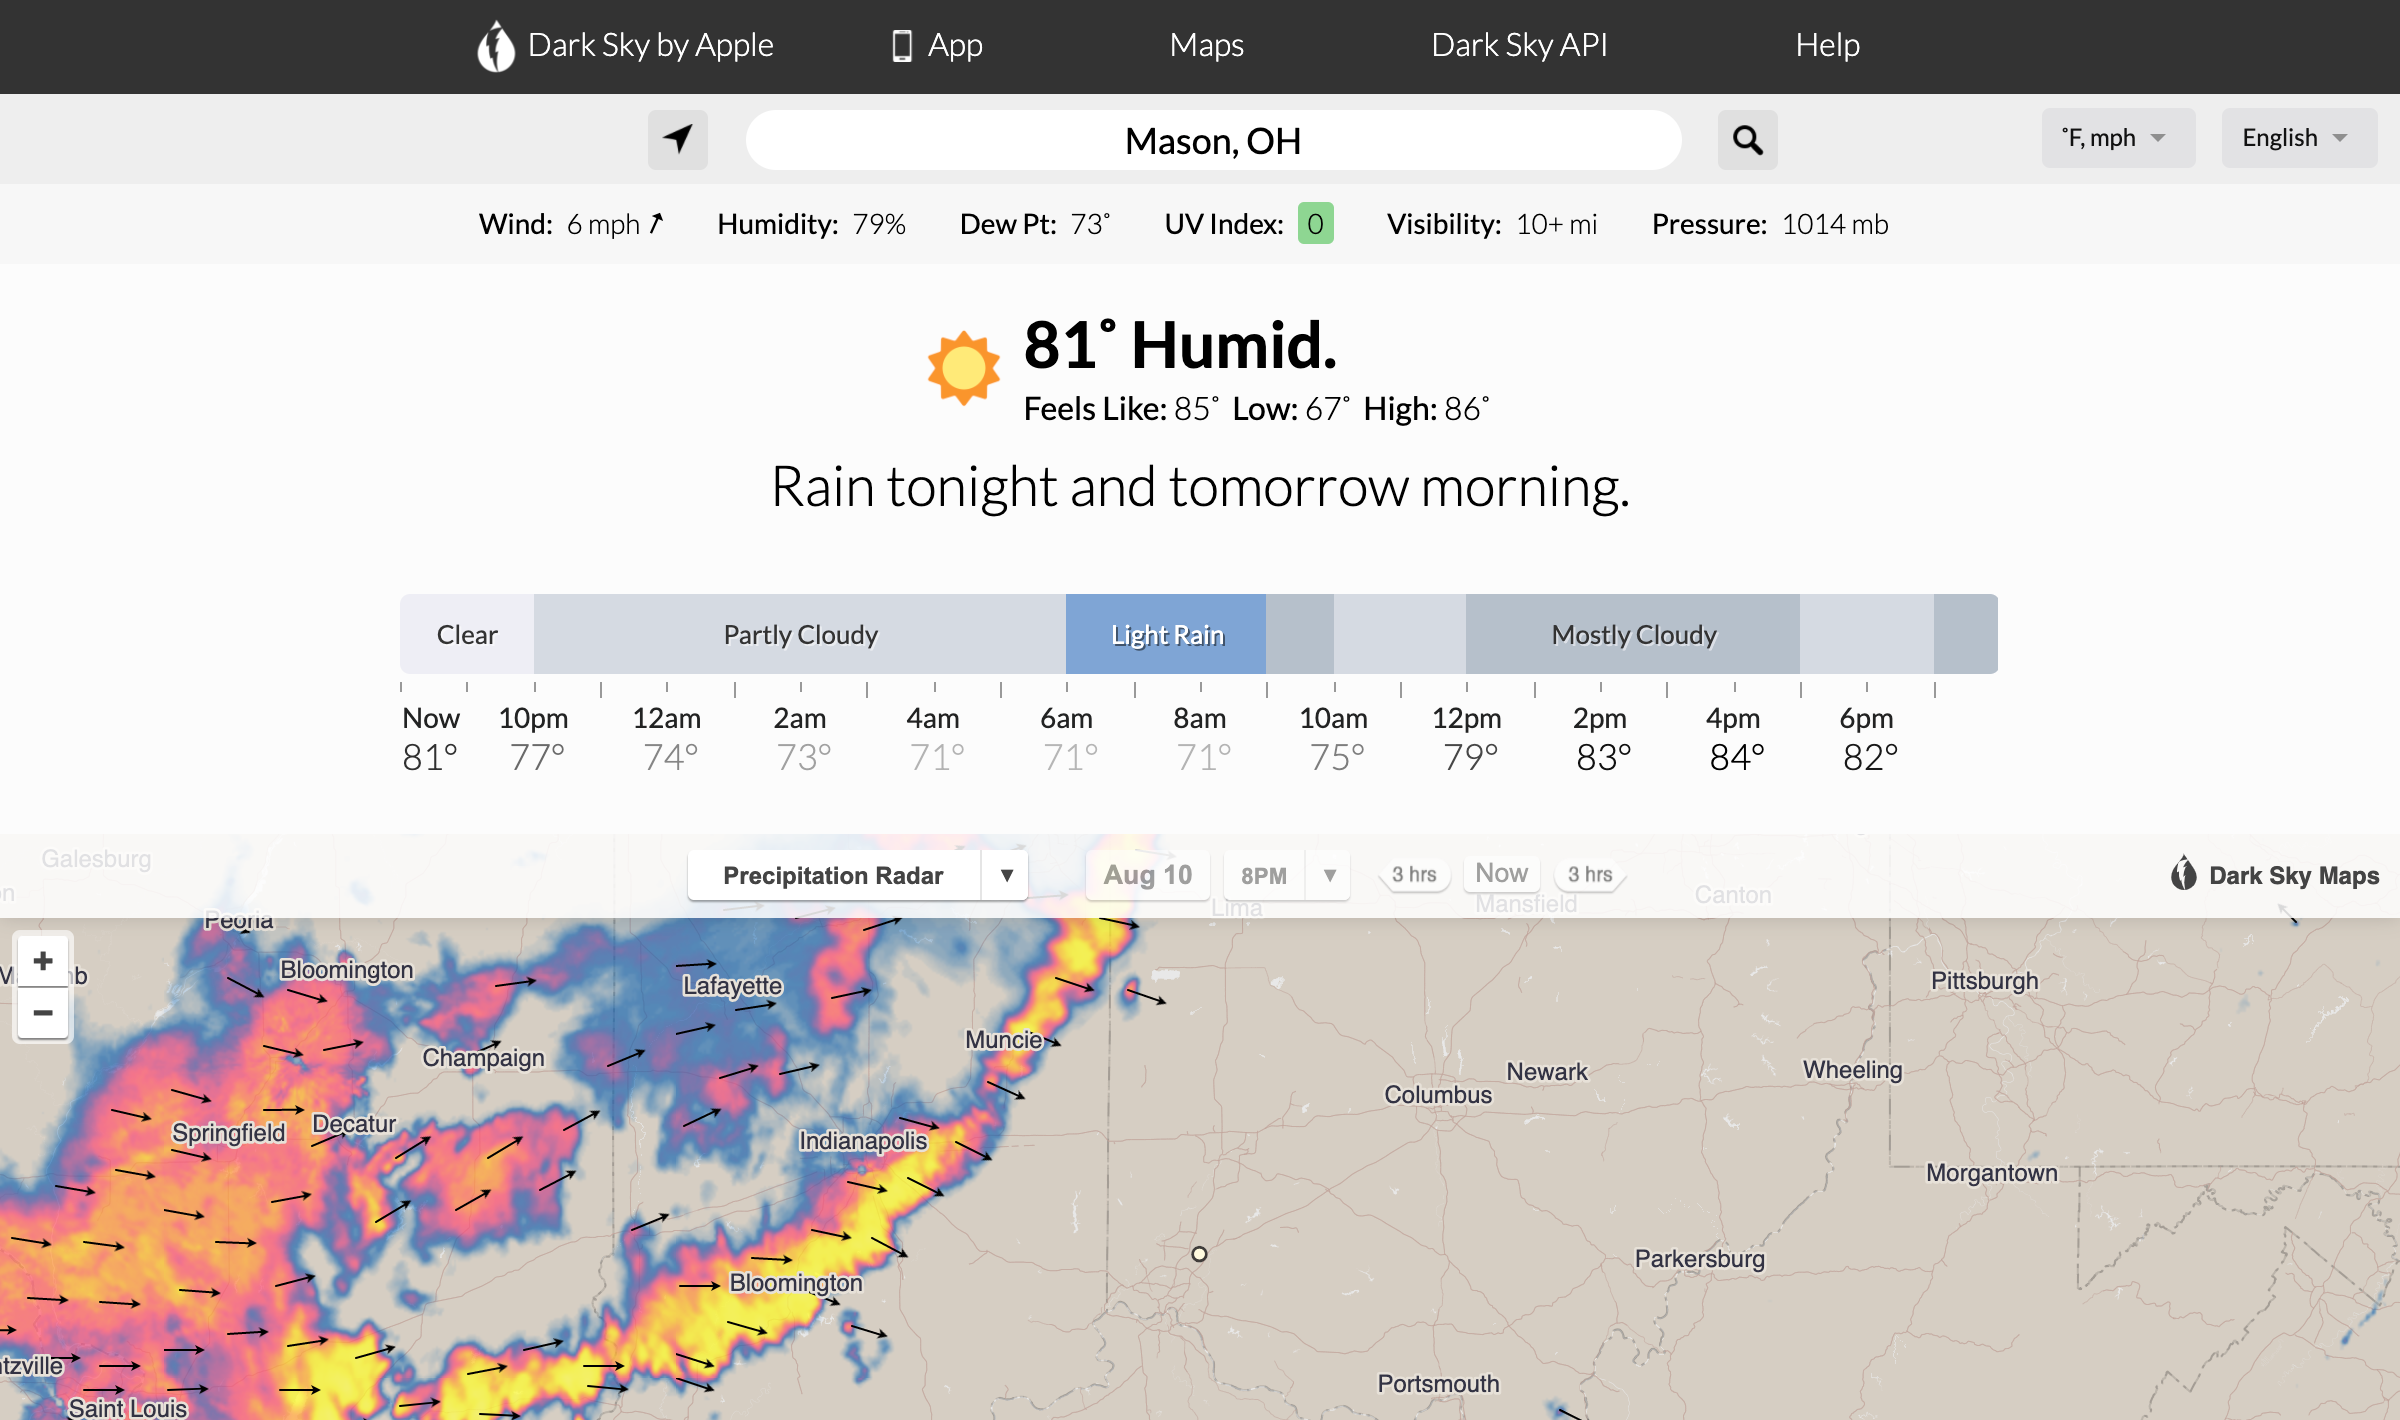 Dark Sky by Apple App Maps Dark Sky API Help
Mason, OH ˚F, mph English
Wind: 6 mph Humidity: 79% Dew Pt: 73˚ UV Index: 0 Visibility: 10+ mi Pressure: 1014 mb
81˚ Humid.
Feels Like: 85˚ Low: 67˚ High: 86˚
Rain tonight and tomorrow morning.
Clear Partly Cloudy Light Rain Mostly Cloudy
Now 10pm 12am 2am 4am 6am 8am 10am 12pm 2pm 4pm 6pm
81° 77° 74° 73° 71° 71° 71° 75° 79° 83° 84° 82°
Galesburg
Precipitation Radar ▼ Aug 10 8PM ▼ 3 hrs Now 3 hrs Dark Sky Maps
Canton
Lima Mansfield
Peoria
+
Bloomington
Lafayette
Pittsburgh
−
Muncie
Champaign
Newark
Wheeling
Columbus
Springfield
Decatur
Indianapolis
Morgantown
Parkersburg
Bloomington
Portsmouth
Saint Louis